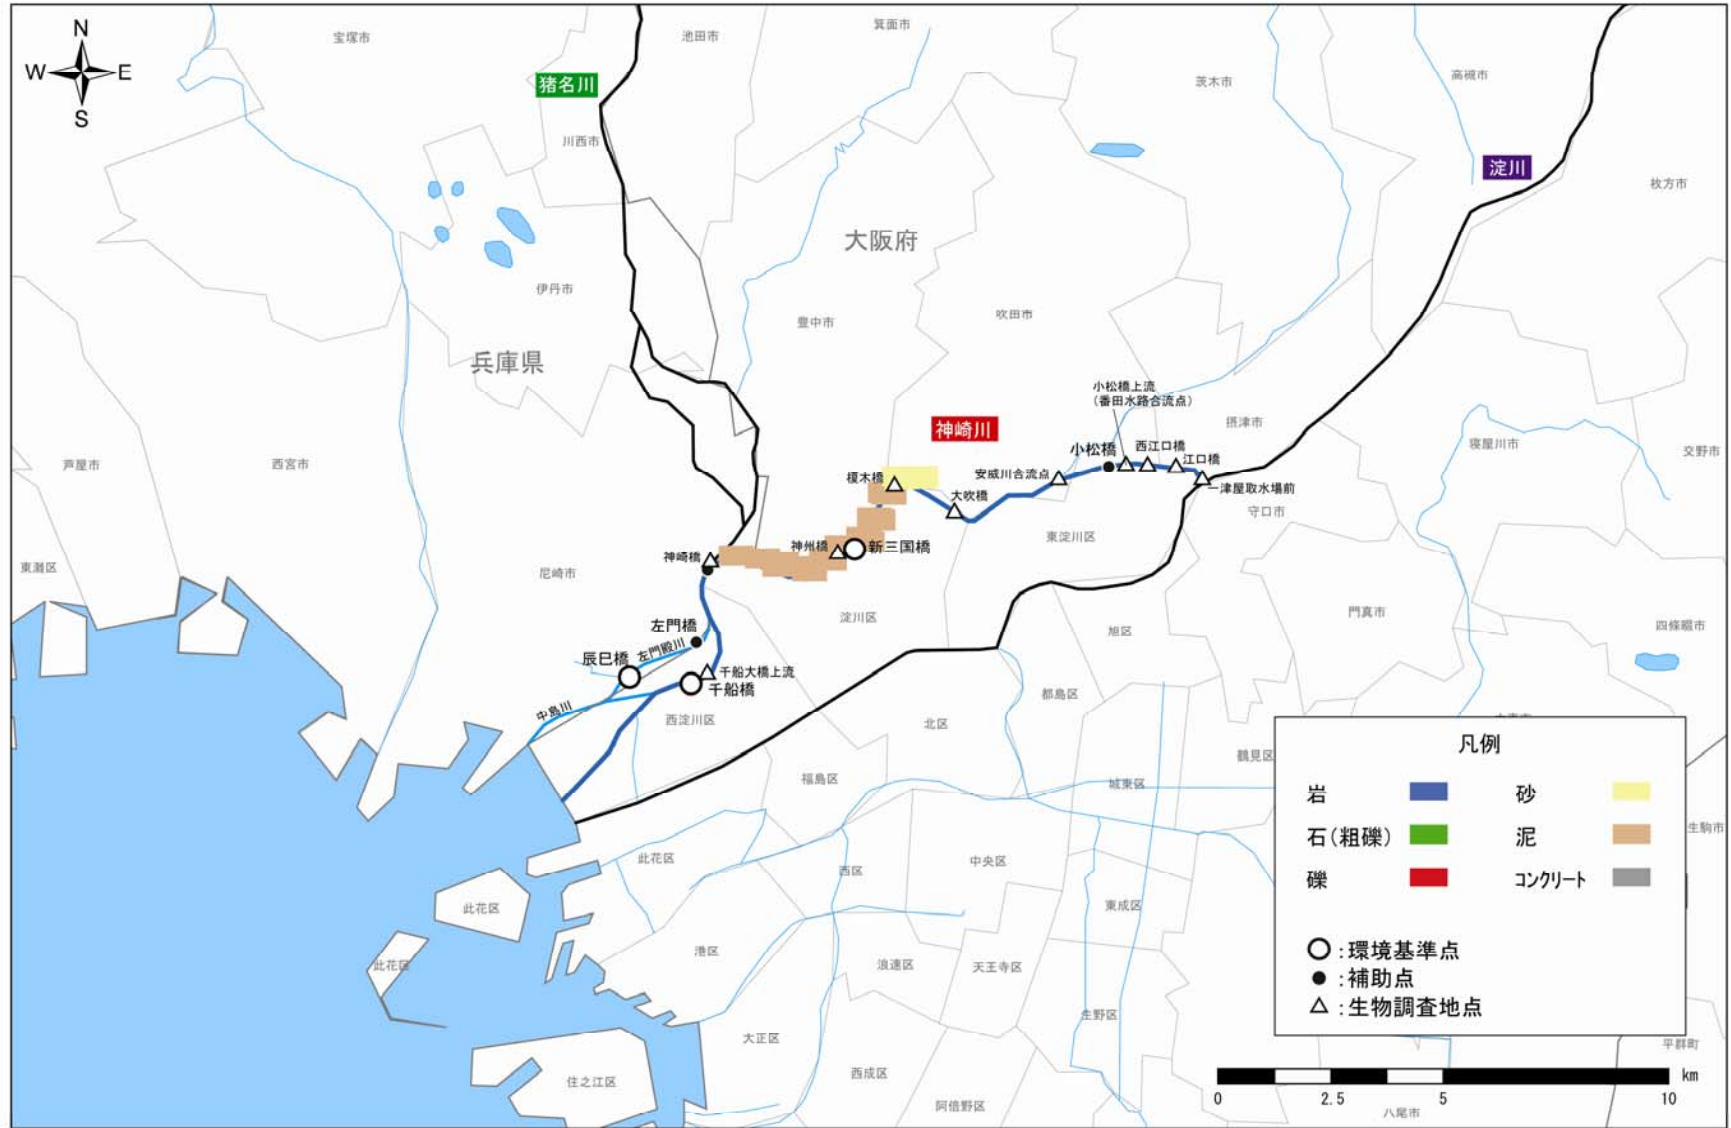 N
W
E
S
宝塚市
池田市
箕面市
茨木市
高槻市
猪名川
川西市
淀川
枚方市
大阪府
伊丹市
豊中市
吹田市
兵庫県
小松橋上流
(番田水路合流点)
神崎川
摂津市
寝屋川市
交野市
芦屋市
西宮市
小松橋
西江口橋
江口橋
榎木橋
安威川合流点
大吹橋
一津屋取水場前
守口市
東淀川区
神州橋
新三国橋
神崎橋
東灘区
尼崎市
淀川区
旭区
門真市
四條畷市
左門橋
左門殿川
辰巳橋
千船大橋上流
千船橋
中島川
西淀川区
都島区
北区
福島区
城東区
鶴見区
生駒市
此花区
西区
中央区
東成区
此花区
港区
浪速区
天王寺区
此花区
生野区
大正区
西成区
住之江区
阿倍野区
平群町
八尾市
凡例
岩
砂
石(粗礫)
泥
礫
コンクリート
:環境基準点
:補助点
:生物調査地点
km
0
2.5
5
10